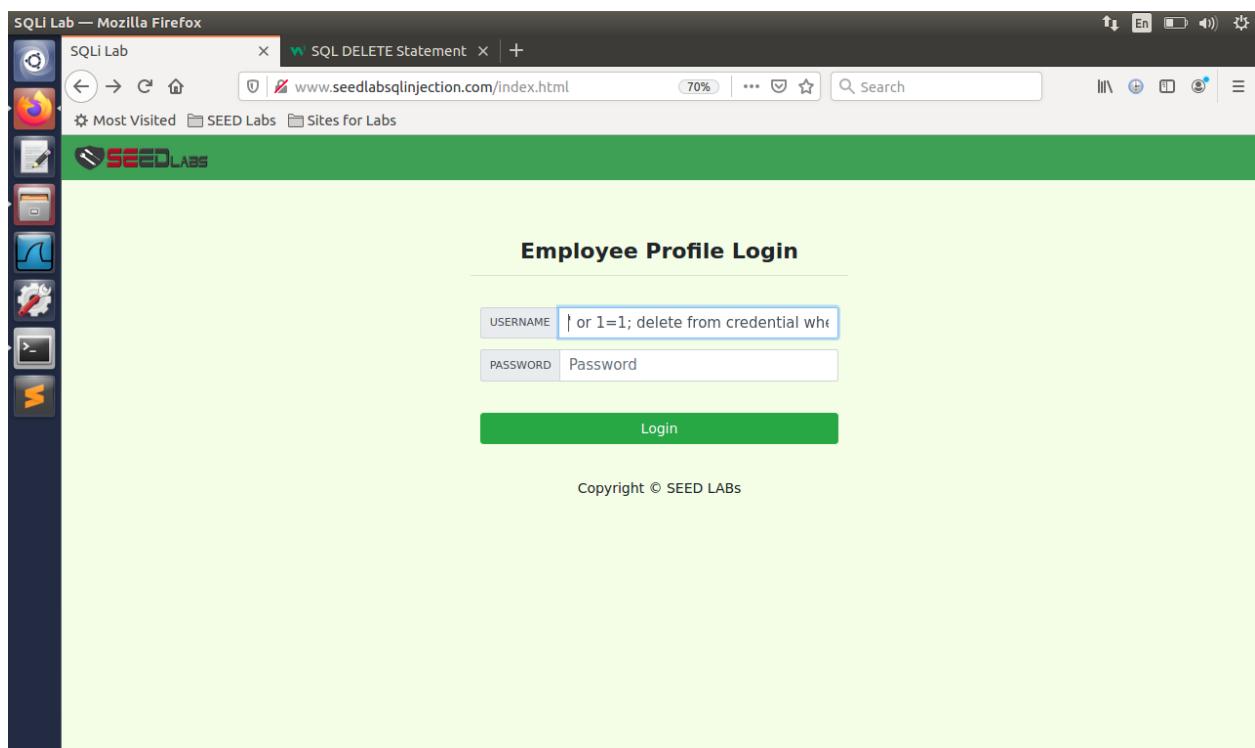 SQLi Lab — Mozilla Firefox
En
SQLi Lab
SQL DELETE Statement
www.seedlabsqlinjection.com/index.html
70%
Search
Most Visited
SEED Labs
Sites for Labs
SEEDLABS
Employee Profile Login
USERNAME
' or 1=1; delete from credential whe
PASSWORD
Password
Login
Copyright © SEED LABs